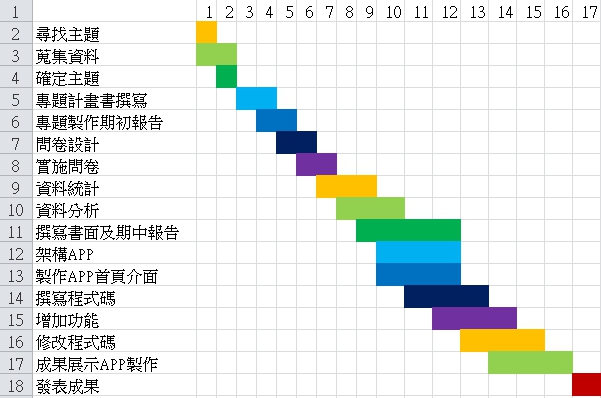 1 1 2 3 4 5 6 7 8 9 10 11 12 13 14 15 16 17
2 尋找主題
3 蒐集資料
4 確定主題
5 專題計畫書撰寫
6 專題製作期初報告
7 問卷設計
8 實施問卷
9 資料統計
10 資料分析
11 撰寫書面及期中報告
12 架構APP
13 製作APP首頁介面
14 撰寫程式碼
15 增加功能
16 修改程式碼
17 成果展示APP製作
18 發表成果